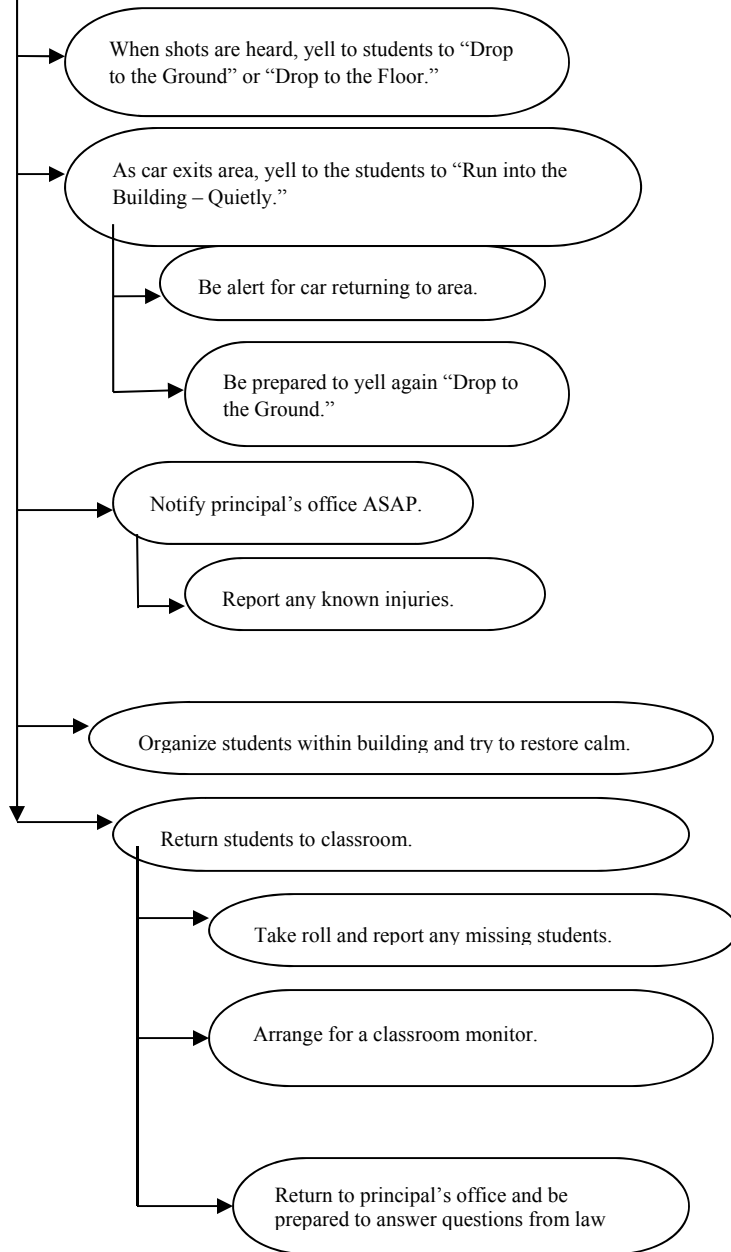 When shots are heard, yell to students to “Drop
to the Ground” or “Drop to the Floor.”
As car exits area, yell to the students to “Run into the
Building – Quietly.”
Be alert for car returning to area.
Be prepared to yell again “Drop to
the Ground.”
Notify principal’s office ASAP.
Report any known injuries.
Organize students within building and try to restore calm.
Return students to classroom.
Take roll and report any missing students.
Arrange for a classroom monitor.
Return to principal’s office and be
prepared to answer questions from law